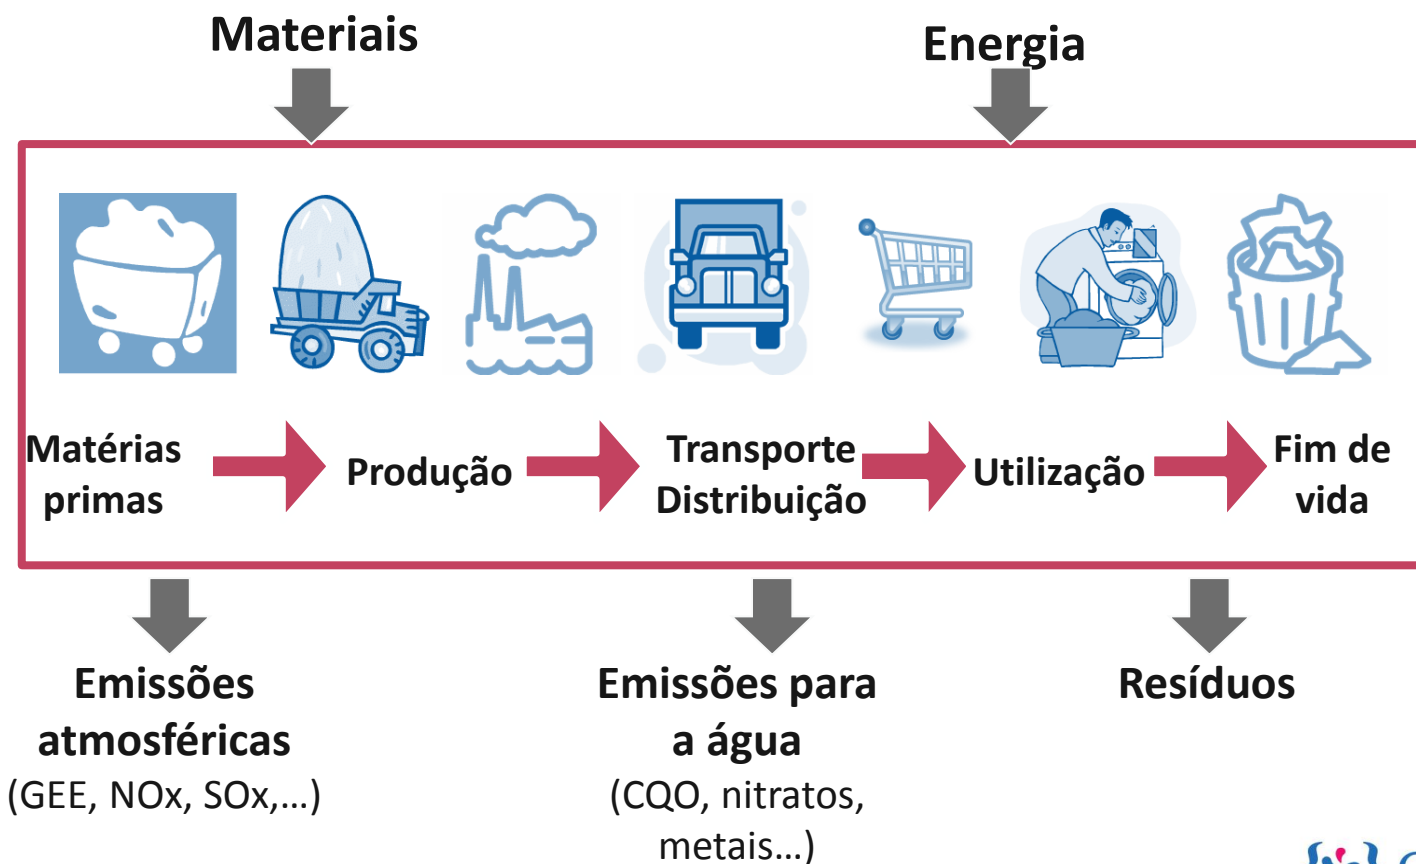 Materiais
Energia
Matérias
primas
Produção
Transporte
Distribuição
Utilização
Fim de
vida
Emissões
atmosféricas
(GEE, NOx, SOx,...)
Emissões para
a água
(CQO, nitratos,
metais...)
Resíduos